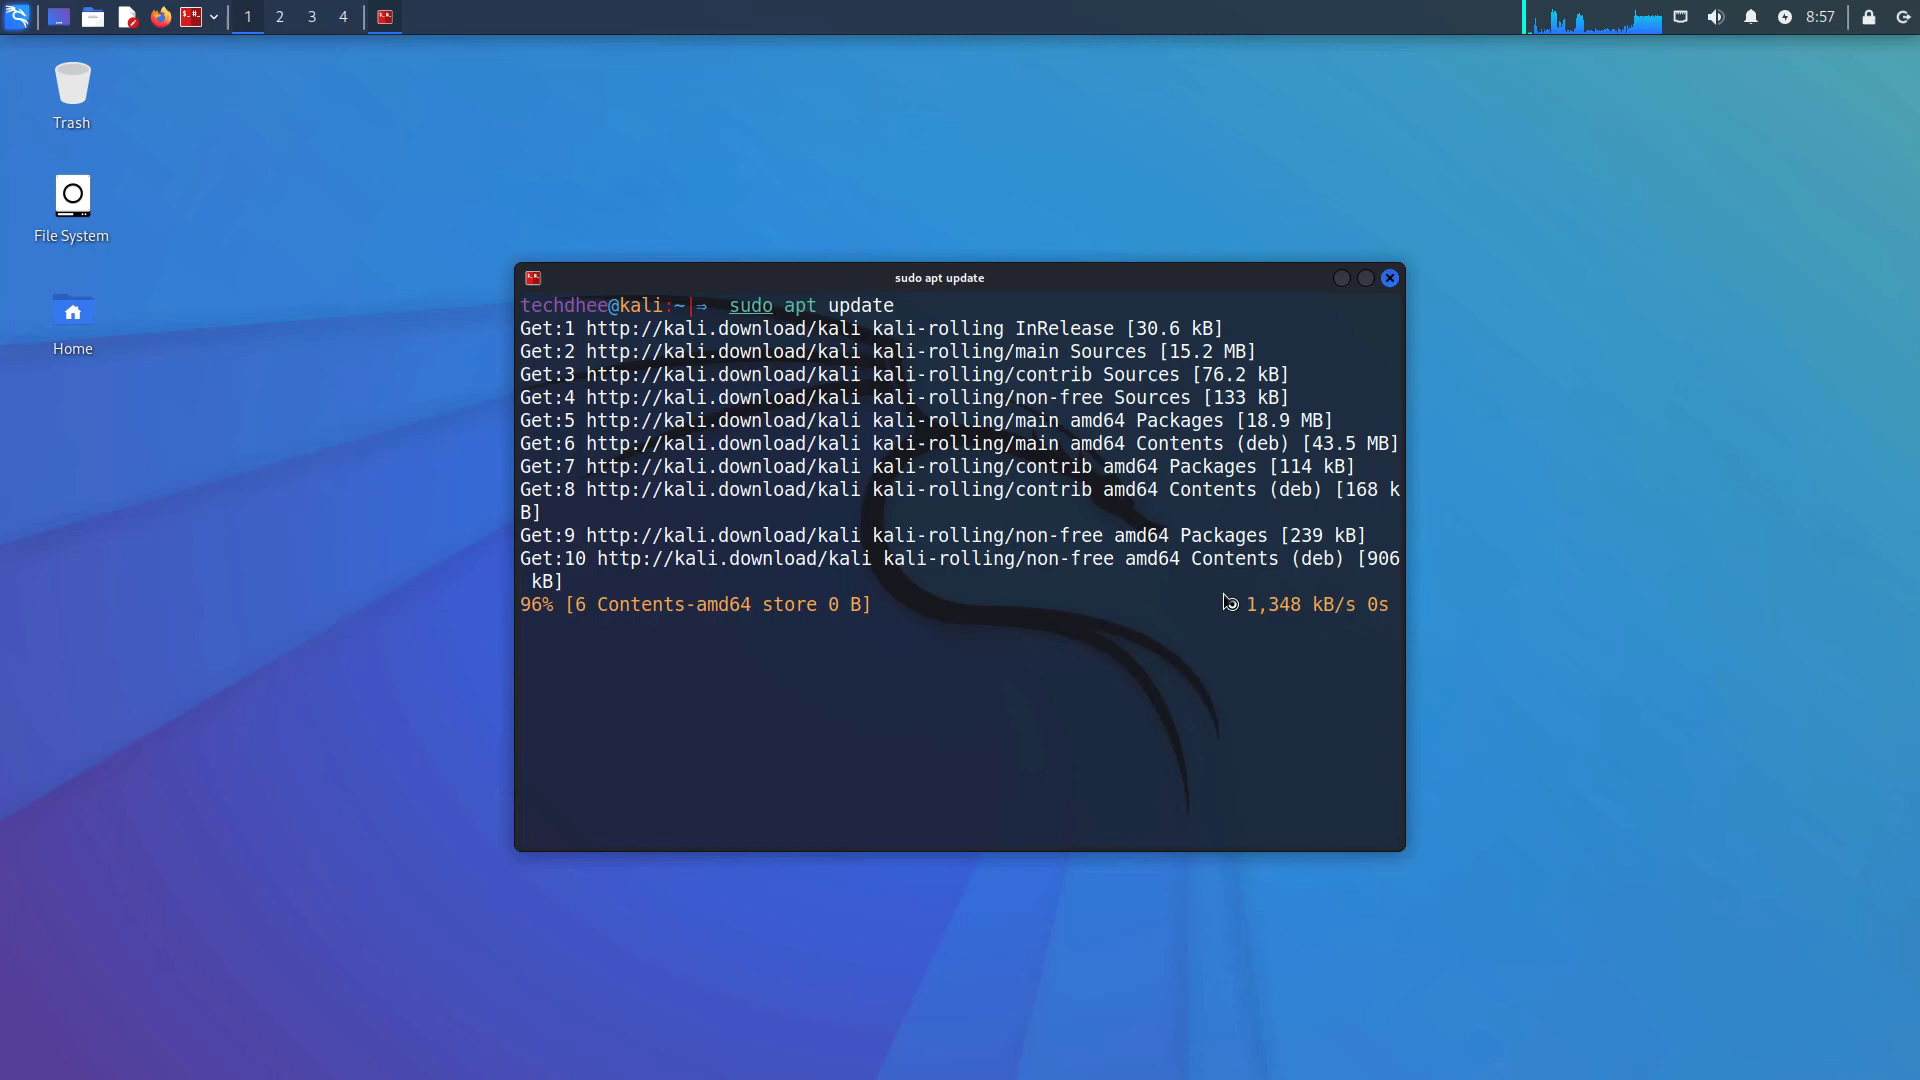 1 2 3 4 8:57
Trash
File System
Home
sudo apt update
techdhee@kali:~|⇒ sudo apt update
Get:1 http://kali.download/kali kali-rolling InRelease [30.6 kB]
Get:2 http://kali.download/kali kali-rolling/main Sources [15.2 MB]
Get:3 http://kali.download/kali kali-rolling/contrib Sources [76.2 kB]
Get:4 http://kali.download/kali kali-rolling/non-free Sources [133 kB]
Get:5 http://kali.download/kali kali-rolling/main amd64 Packages [18.9 MB]
Get:6 http://kali.download/kali kali-rolling/main amd64 Contents (deb) [43.5 MB]
Get:7 http://kali.download/kali kali-rolling/contrib amd64 Packages [114 kB]
Get:8 http://kali.download/kali kali-rolling/contrib amd64 Contents (deb) [168 k
B]
Get:9 http://kali.download/kali kali-rolling/non-free amd64 Packages [239 kB]
Get:10 http://kali.download/kali kali-rolling/non-free amd64 Contents (deb) [906
kB]
96% [6 Contents-amd64 store 0 B] 1,348 kB/s 0s